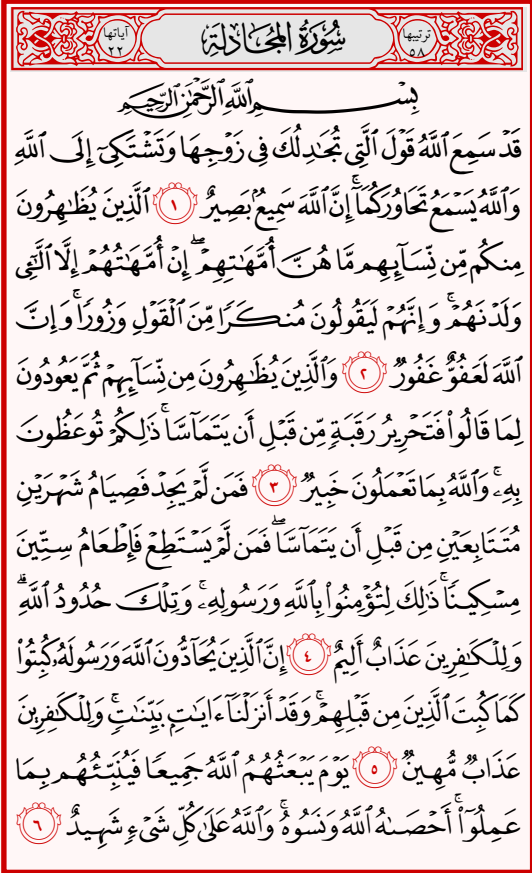 ترتيبها ٥٨ سُورَةُ المُجَادلَةِ آياتها ٢٢
بِسْمِ ٱللَّهِ ٱلرَّحْمَٰنِ ٱلرَّحِيمِ
قَدْ سَمِعَ ٱللَّهُ قَوْلَ ٱلَّتِى تُجَٰدِلُكَ فِى زَوْجِهَا وَتَشْتَكِىٓ إِلَى ٱللَّهِ
وَٱللَّهُ يَسْمَعُ تَحَاوُرَكُمَآ ۚ إِنَّ ٱللَّهَ سَمِيعٌۢ بَصِيرٌ ١ ٱلَّذِينَ يُظَٰهِرُونَ
مِنكُم مِّن نِّسَآئِهِم مَّا هُنَّ أُمَّهَٰتِهِمْ ۖ إِنْ أُمَّهَٰتُهُمْ إِلَّا ٱلَّٰٓـِٔى
وَلَدْنَهُمْ ۚ وَإِنَّهُمْ لَيَقُولُونَ مُنكَرًا مِّنَ ٱلْقَوْلِ وَزُورًا ۚ وَإِنَّ
ٱللَّهَ لَعَفُوٌّ غَفُورٌ ٢ وَٱلَّذِينَ يُظَٰهِرُونَ مِن نِّسَآئِهِمْ ثُمَّ يَعُودُونَ
لِمَا قَالُوا۟ فَتَحْرِيرُ رَقَبَةٍ مِّن قَبْلِ أَن يَتَمَآسَّا ۚ ذَٰلِكُمْ تُوعَظُونَ
بِهِۦ ۚ وَٱللَّهُ بِمَا تَعْمَلُونَ خَبِيرٌ ٣ فَمَن لَّمْ يَجِدْ فَصِيَامُ شَهْرَيْنِ
مُتَتَابِعَيْنِ مِن قَبْلِ أَن يَتَمَآسَّا ۖ فَمَن لَّمْ يَسْتَطِعْ فَإِطْعَامُ سِتِّينَ
مِسْكِينًا ۚ ذَٰلِكَ لِتُؤْمِنُوا۟ بِٱللَّهِ وَرَسُولِهِۦ ۚ وَتِلْكَ حُدُودُ ٱللَّهِ ۗ
وَلِلْكَٰفِرِينَ عَذَابٌ أَلِيمٌ ٤ إِنَّ ٱلَّذِينَ يُحَآدُّونَ ٱللَّهَ وَرَسُولَهُۥ كُبِتُوا۟
كَمَا كُبِتَ ٱلَّذِينَ مِن قَبْلِهِمْ ۚ وَقَدْ أَنزَلْنَآ ءَايَٰتٍۭ بَيِّنَٰتٍ ۚ وَلِلْكَٰفِرِينَ
عَذَابٌ مُّهِينٌ ٥ يَوْمَ يَبْعَثُهُمُ ٱللَّهُ جَمِيعًا فَيُنَبِّئُهُم بِمَا
عَمِلُوٓا۟ ۚ أَحْصَىٰهُ ٱللَّهُ وَنَسُوهُ ۚ وَٱللَّهُ عَلَىٰ كُلِّ شَىْءٍ شَهِيدٌ ٦